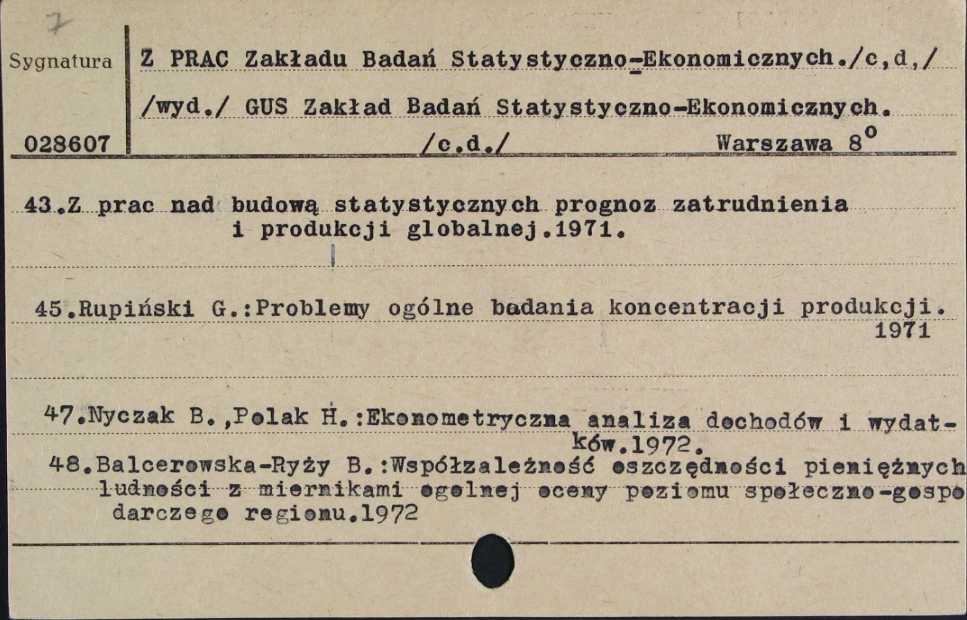 7
Sygnatura
Z PRAC Zakładu Badań Statystyczno-Ekonomicznych./c,d,/
/wyd./ GUS Zakład Badań Statystyczno-Ekonomicznych.
028607 /c.d./ Warszawa 8°
43.Z prac nad budową statystycznych prognoz zatrudnienia
i produkcji globalnej.1971.
45.Rupiński G.:Problemy ogólne badania koncentracji produkcji.
1971
47.Nyczak B.,Polak H.:Ekonometryczna analiza dochodów i wydat-
ków.1972.
48.Balcerowska-Ryży B.:Współzależność oszczędności pieniężnych
ludności z miernikami ogolnej oceny poziomu społeczno-gospo
darczego regionu.1972